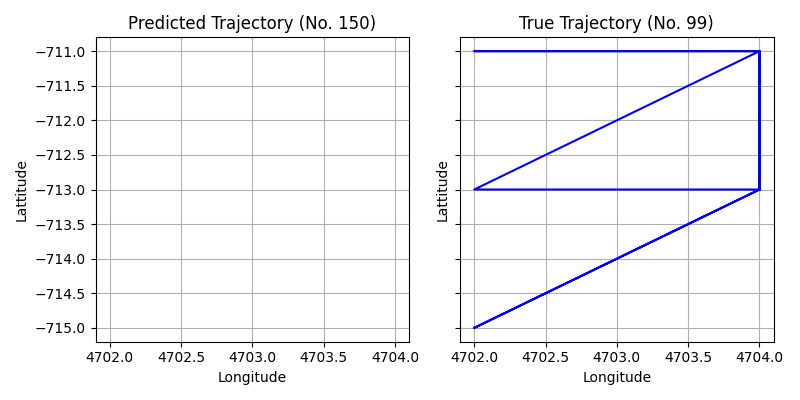 Predicted Trajectory (No. 150)
True Trajectory (No. 99)
Lattitude
−711.0
−711.5
−712.0
−712.5
−713.0
−713.5
−714.0
−714.5
−715.0
4702.0 4702.5 4703.0 4703.5 4704.0
Longitude
Lattitude
4702.0 4702.5 4703.0 4703.5 4704.0
Longitude